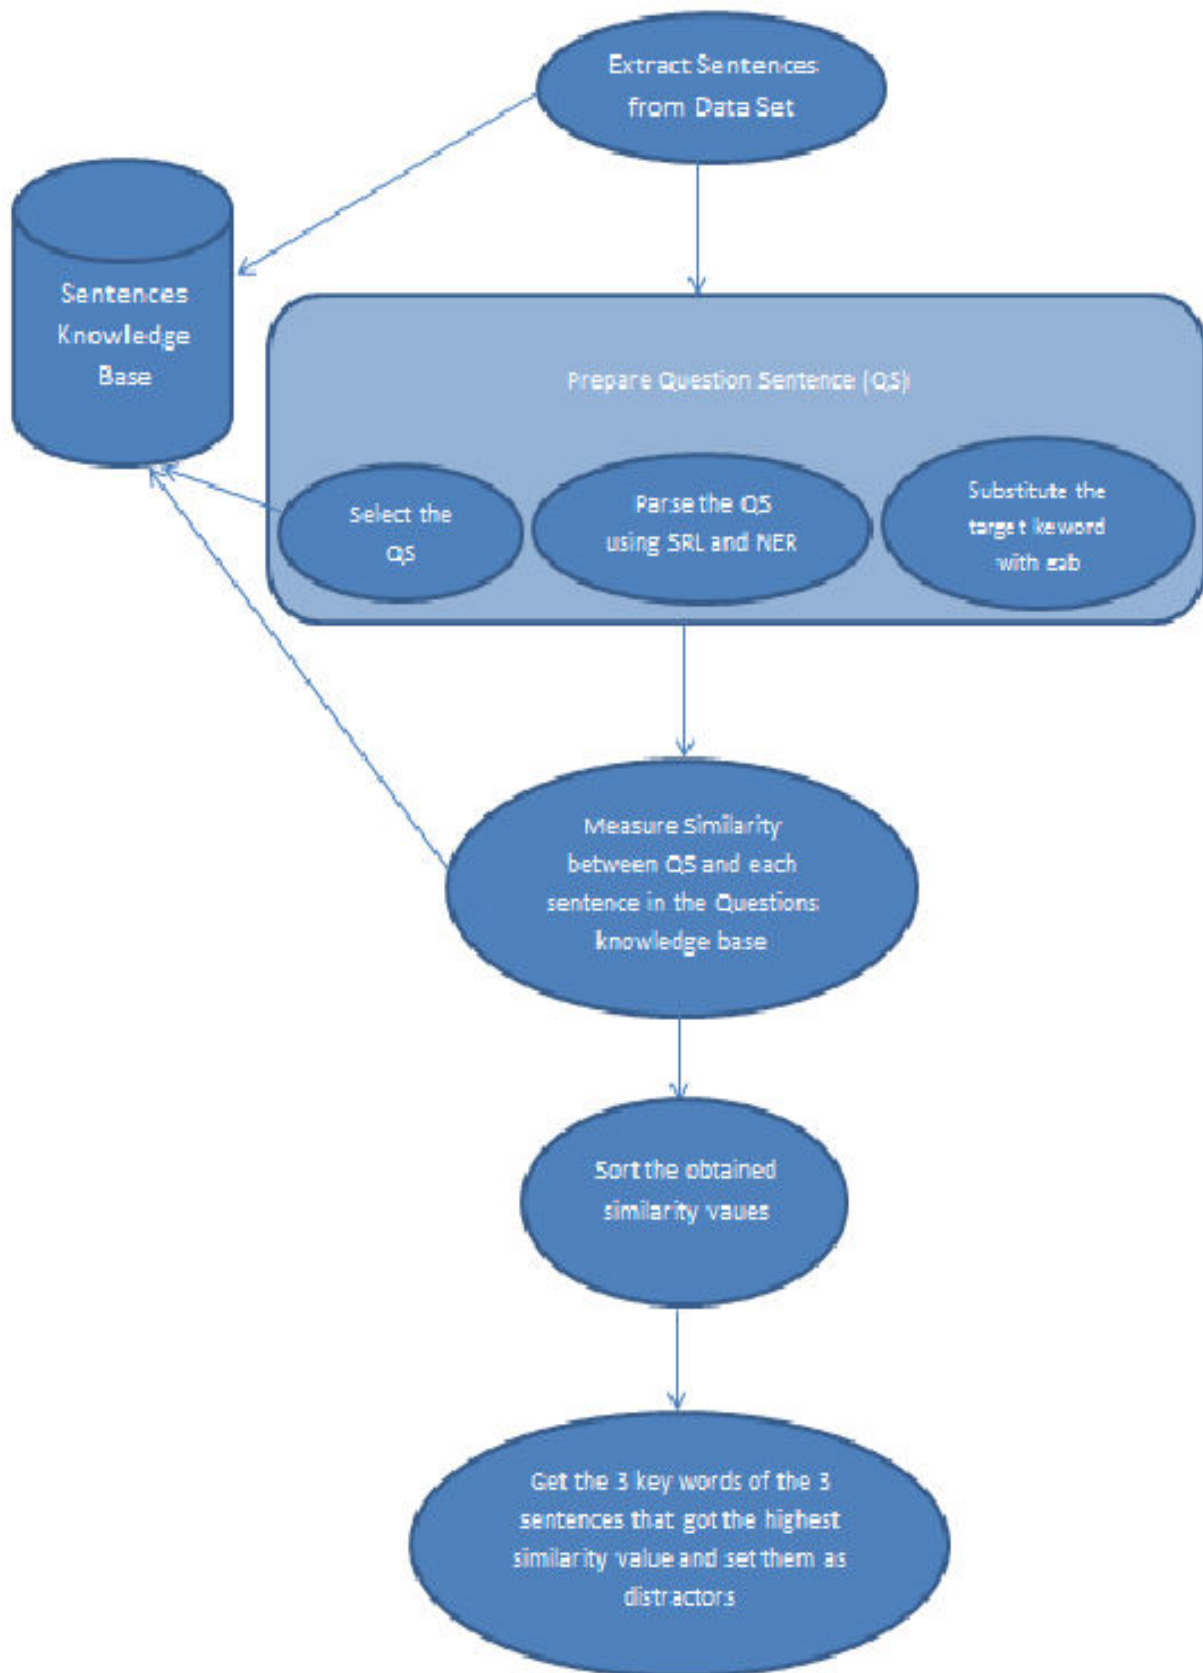 Extract Sentences
from Data Set
Sentences
Knowledge
Base
Prepare Question Sentence (QS)
Select the
QS
Parse the QS
using SRL and NER
Substitute the
target keword
with gab
Measure Similarity
between QS and each
sentence in the Questions
knowledge base
Sort the obtained
similarity vaues
Get the 3 key words of the 3
sentences that got the highest
similarity value and set them as
distractors